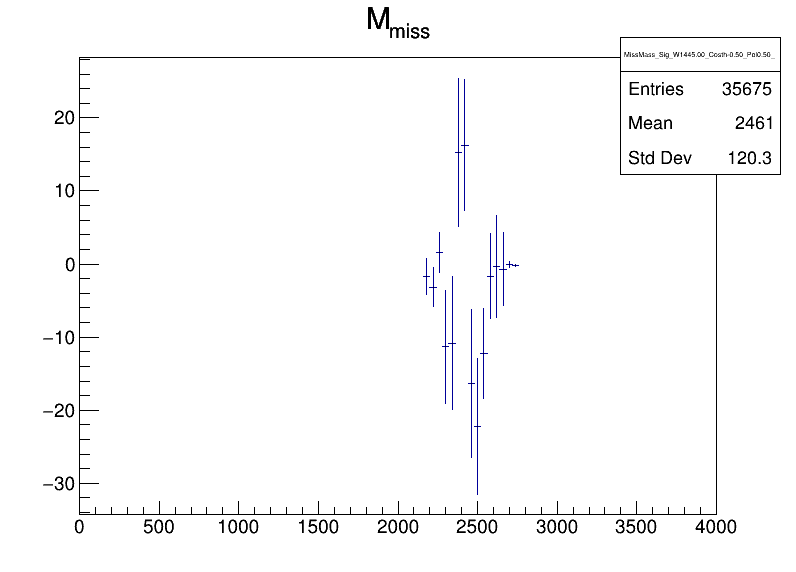 M_miss
MissMass_Sig_W1445.00_Costh-0.50_Pol0.50_
Entries 35675
Mean 2461
Std Dev 120.3
20
10
0
−10
−20
−30
0 500 1000 1500 2000 2500 3000 3500 4000